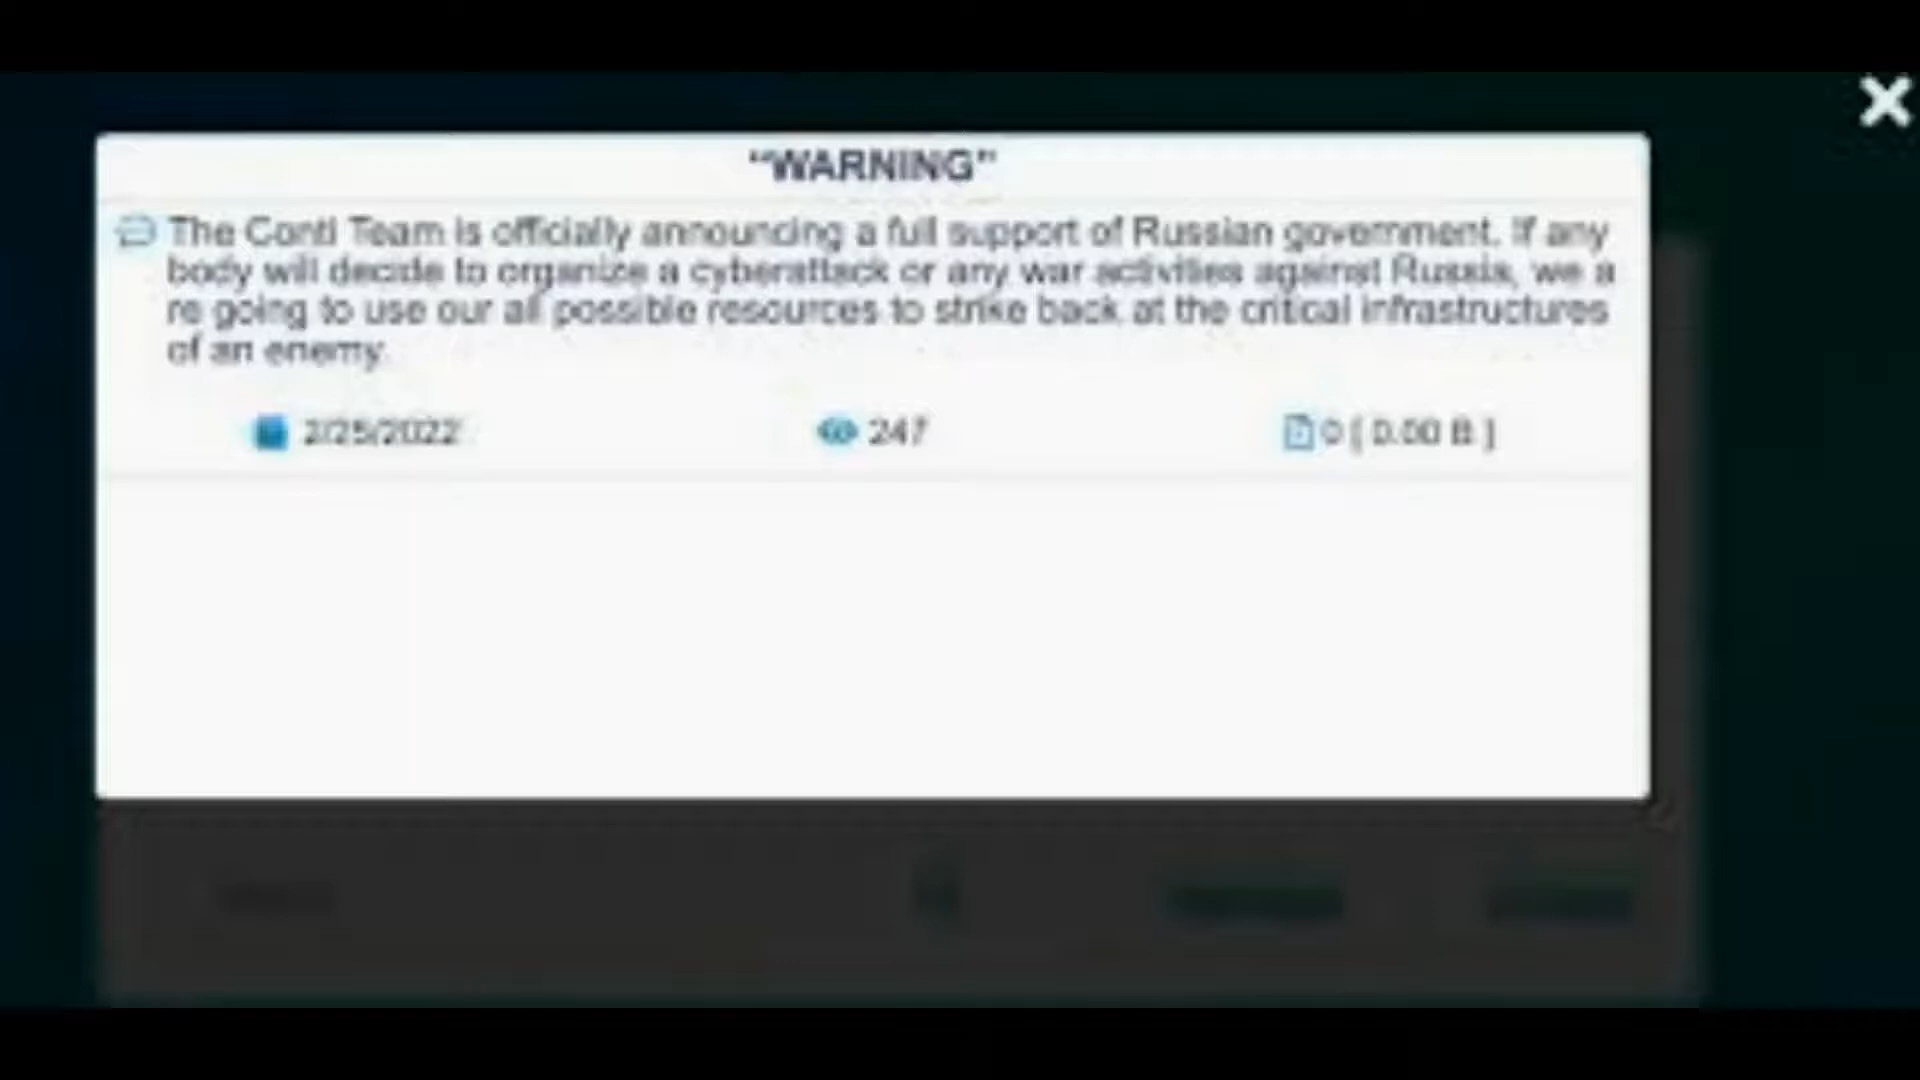 “WARNING”
The Conti Team is officially announcing a full support of Russian government. If any
body will decide to organize a cyberattack or any war activities against Russia, we a
re going to use our all possible resources to strike back at the critical infrastructures
of an enemy.
2/25/2022 247 0 [ 0.00 B ]